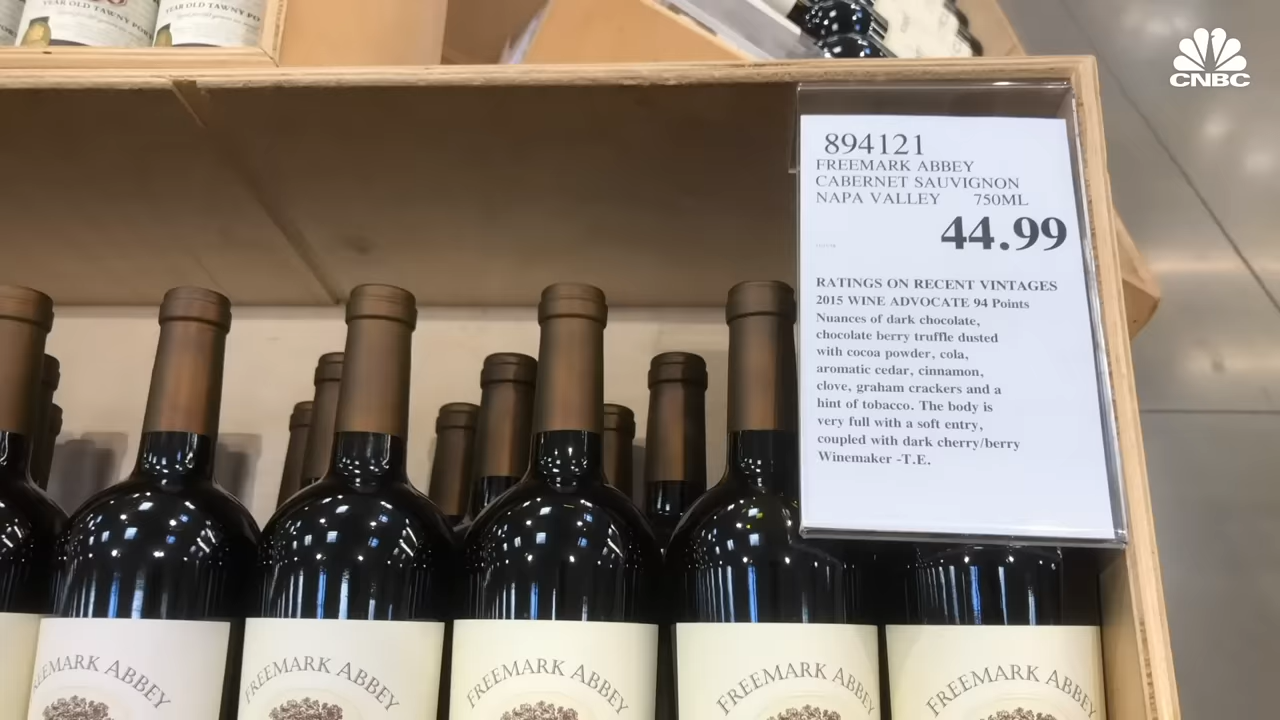 YEAR OLD TAWNY POR
YEAR OLD TAWNY PO
CNBC
894121
FREEMARK ABBEY
CABERNET SAUVIGNON
NAPA VALLEY 750ML
44.99
RATINGS ON RECENT VINTAGES
2015 WINE ADVOCATE 94 Points
Nuances of dark chocolate,
chocolate berry truffle dusted
with cocoa powder, cola,
aromatic cedar, cinnamon,
clove, graham crackers and a
hint of tobacco. The body is
very full with a soft entry,
coupled with dark cherry/berry
Winemaker -T.E.
EEMARK ABBEY
FREEMARK ABBEY
FREEMARK ABBEY
FREEMARK ABBEY
FREEMARK ABBEY